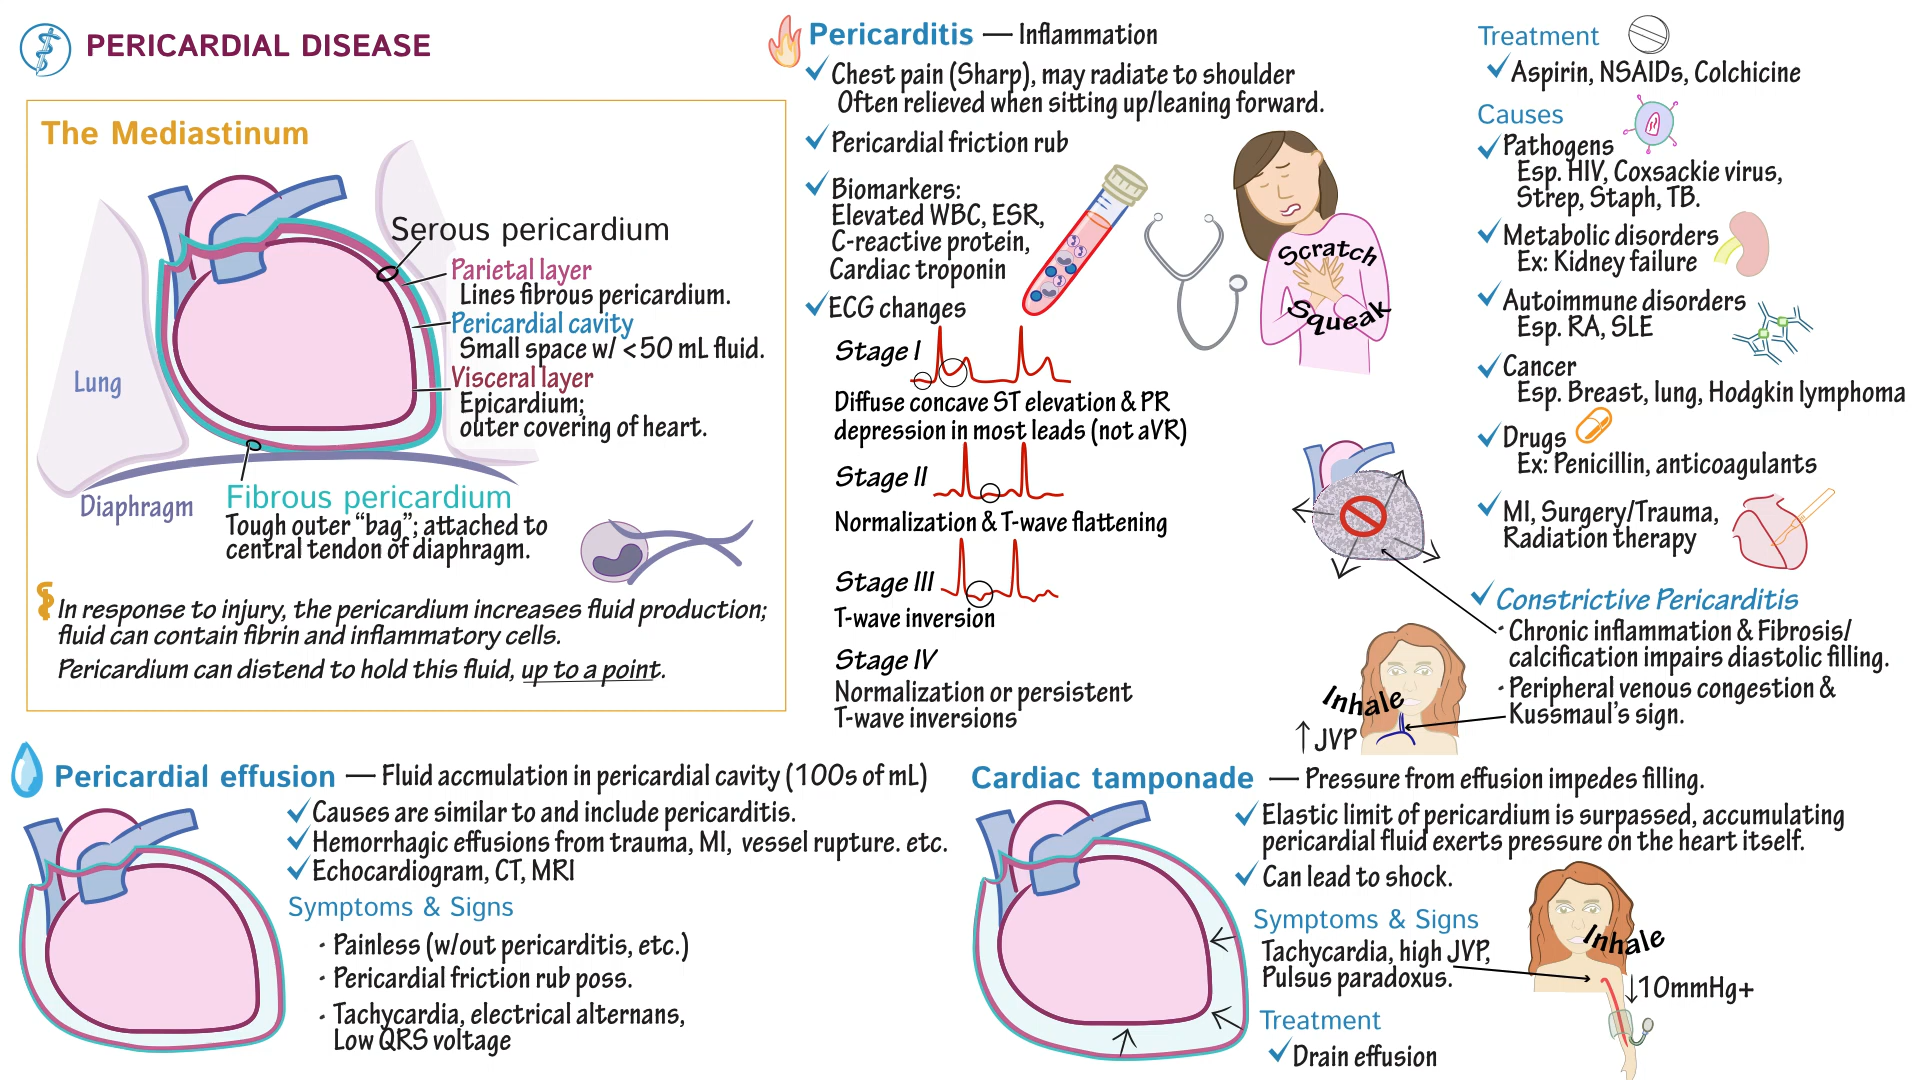 PERICARDIAL DISEASE
The Mediastinum
Serous pericardium
Parietal layer
Lines fibrous pericardium.
Pericardial cavity
Small space w/ <50 mL fluid.
Visceral layer
Epicardium;
outer covering of heart.
Lung
Diaphragm
Fibrous pericardium
Tough outer “bag”; attached to
central tendon of diaphragm.
In response to injury, the pericardium increases fluid production;
fluid can contain fibrin and inflammatory cells.
Pericardium can distend to hold this fluid, up to a point.
Pericarditis — Inflammation
Chest pain (Sharp), may radiate to shoulder
Often relieved when sitting up/leaning forward.
Pericardial friction rub
Biomarkers:
Elevated WBC, ESR,
C-reactive protein,
Cardiac troponin
Scratch
Squeak
ECG changes
Stage I
Diffuse concave ST elevation & PR
depression in most leads (not aVR)
Stage II
Normalization & T-wave flattening
Stage III
T-wave inversion
Stage IV
Normalization or persistent
T-wave inversions
Treatment
Aspirin, NSAIDs, Colchicine
Causes
Pathogens
Esp. HIV, Coxsackie virus,
Strep, Staph, TB.
Metabolic disorders
Ex: Kidney failure
Autoimmune disorders
Esp. RA, SLE
Cancer
Esp. Breast, lung, Hodgkin lymphoma
Drugs
Ex: Penicillin, anticoagulants
MI, Surgery/Trauma,
Radiation therapy
Constrictive Pericarditis
· Chronic inflammation & Fibrosis/
calcification impairs diastolic filling.
· Peripheral venous congestion &
Kussmaul's sign.
Inhale
↑ JVP
Pericardial effusion — Fluid accmulation in pericardial cavity (100s of mL)
Causes are similar to and include pericarditis.
Hemorrhagic effusions from trauma, MI, vessel rupture. etc.
Echocardiogram, CT, MRI
Symptoms & Signs
· Painless (w/out pericarditis, etc.)
· Pericardial friction rub poss.
· Tachycardia, electrical alternans,
Low QRS voltage
Cardiac tamponade — Pressure from effusion impedes filling.
Elastic limit of pericardium is surpassed, accumulating
pericardial fluid exerts pressure on the heart itself.
Can lead to shock.
Symptoms & Signs
Tachycardia, high JVP,
Pulsus paradoxus.
Inhale
↓10mmHg+
Treatment
Drain effusion